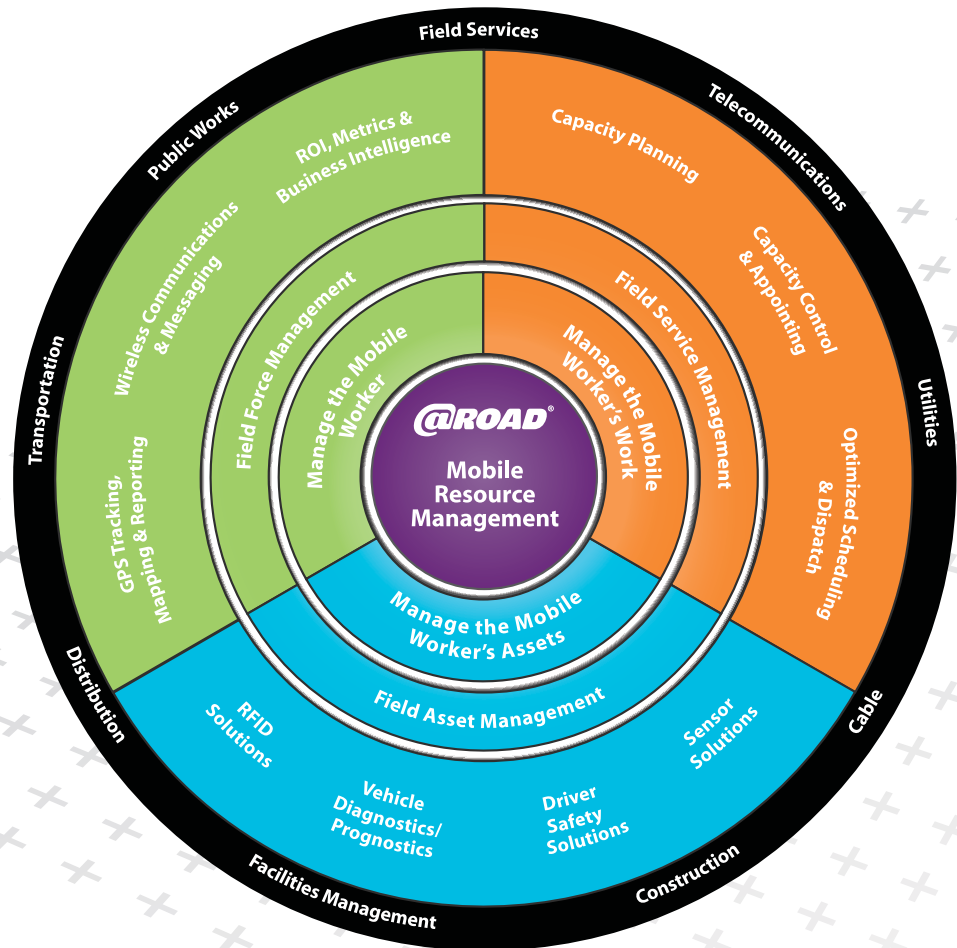 Field Services
Telecommunications
Utilities
Cable
Construction
Facilities Management
Distribution
Transportation
Public Works
ROI, Metrics &
Business Intelligence
Wireless Communications
& Messaging
GPS Tracking,
Mapping & Reporting
Capacity Planning
Capacity Control
& Appointing
Optimized Scheduling
& Dispatch
RFID
Solutions
Vehicle
Diagnostics/
Prognostics
Driver
Safety
Solutions
Sensor
Solutions
Field Force Management
Field Service Management
Field Asset Management
Manage the Mobile
Worker
Manage the Mobile
Worker's Work
Manage the Mobile
Worker's Assets
@ROAD®
Mobile
Resource
Management